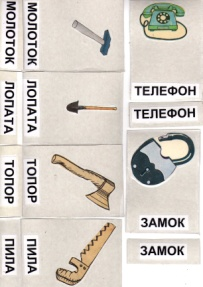 МОЛОТОК
МОЛОТОК
ЛОПАТА
ЛОПАТА
ТОПОР
ТОПОР
ПИЛА
ПИЛА
ТЕЛЕФОН
ТЕЛЕФОН
ЗАМОК
ЗАМОК